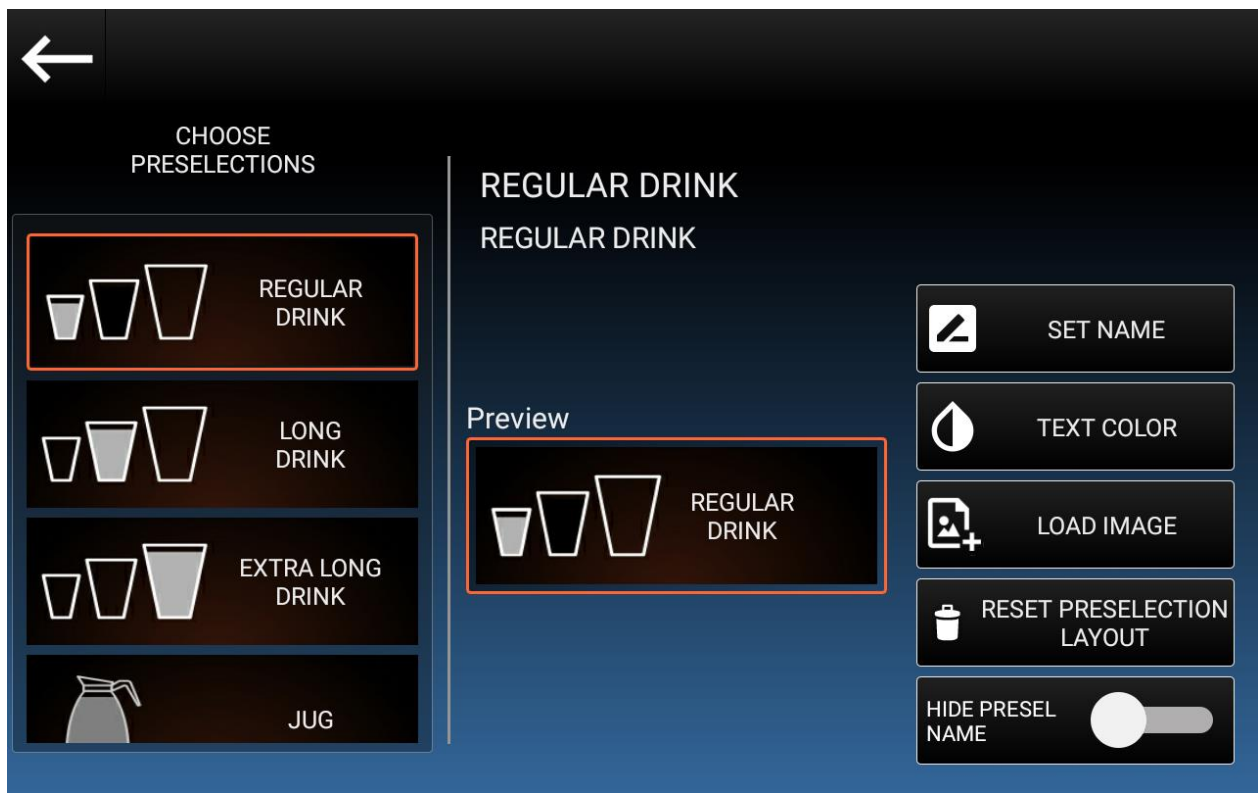 CHOOSE
PRESELECTIONS
REGULAR
DRINK
LONG
DRINK
EXTRA LONG
DRINK
JUG
REGULAR DRINK
REGULAR DRINK
Preview
REGULAR
DRINK
SET NAME
TEXT COLOR
LOAD IMAGE
RESET PRESELECTION
LAYOUT
HIDE PRESEL
NAME